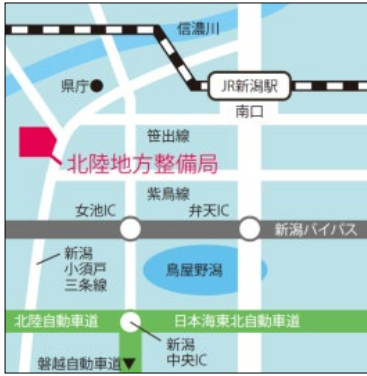 信濃川
県庁
JR新潟駅
南口
笹出線
北陸地方整備局
紫鳥線
女池IC
弁天IC
新潟バイパス
新潟
小須戸
三条線
鳥屋野潟
北陸自動車道
日本海東北自動車道
新潟
中央IC
磐越自動車道